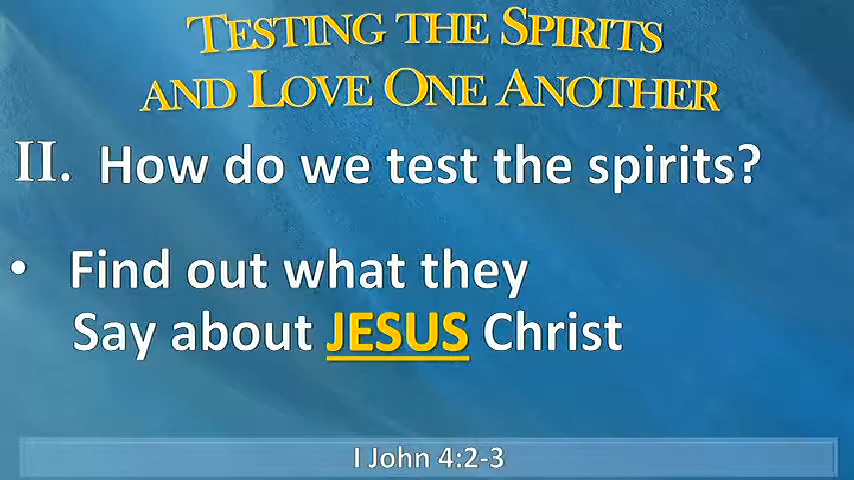 TESTING THE SPIRITS
AND LOVE ONE ANOTHER
II. How do we test the spirits?
• Find out what they
Say about JESUS Christ
I John 4:2-3